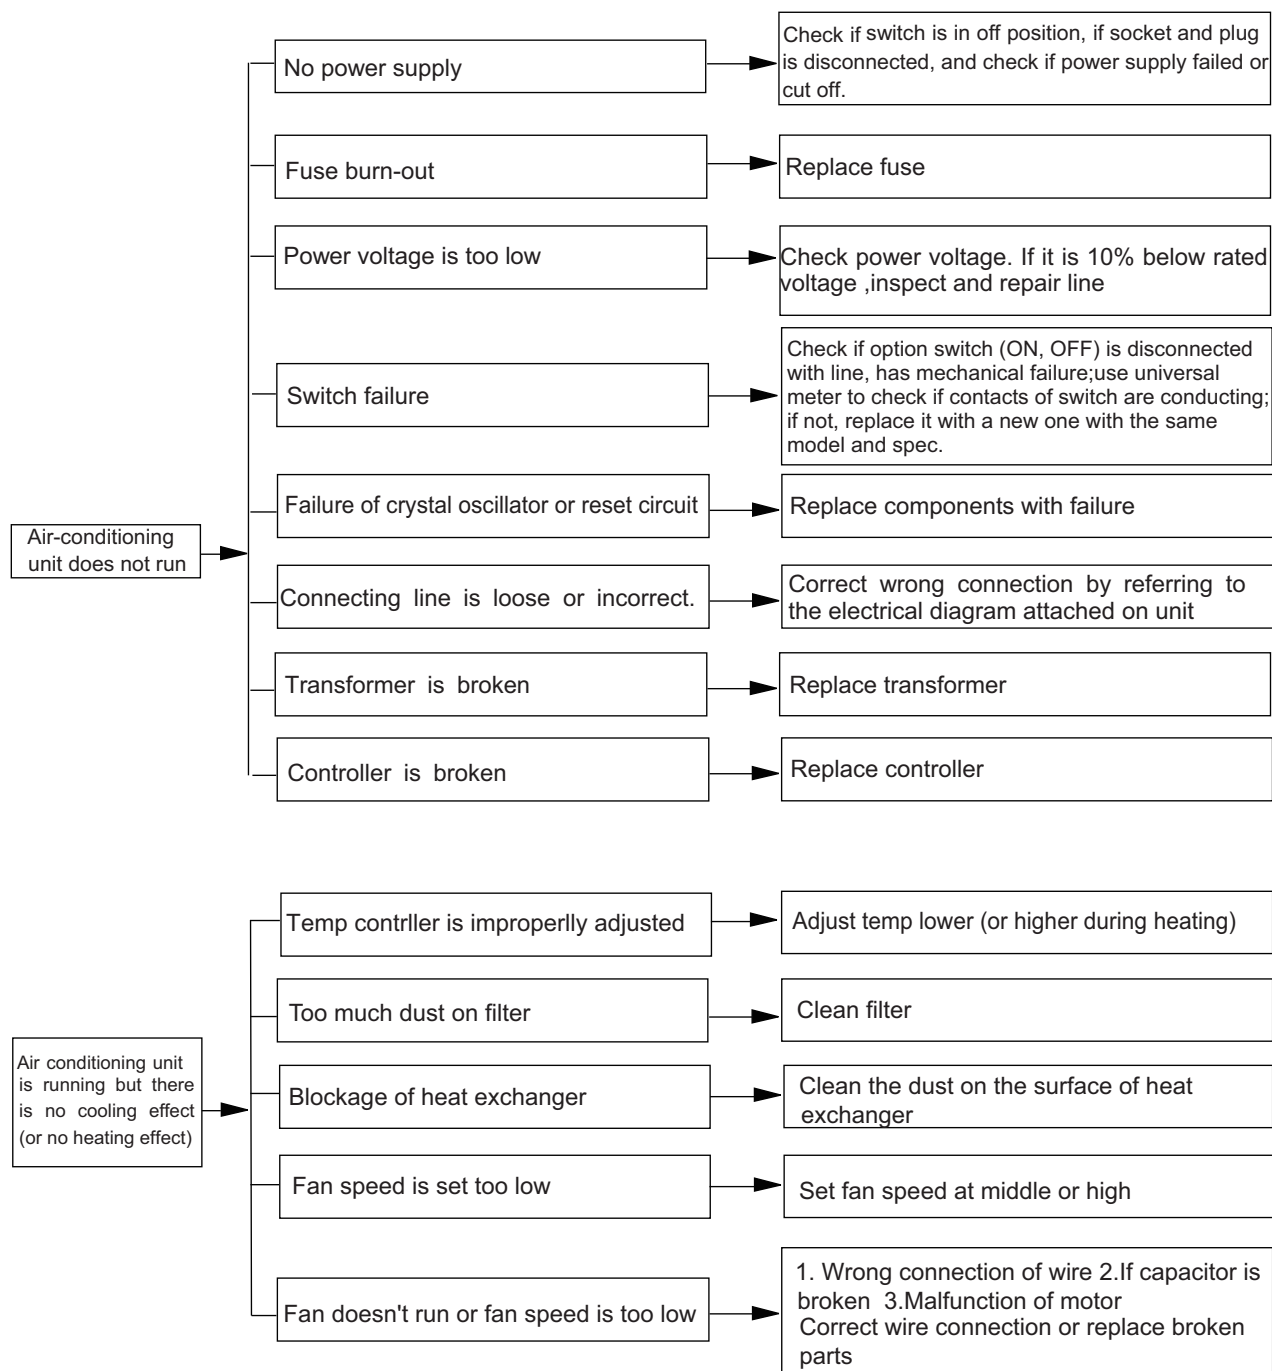 No power supply
Check if switch is in off position, if socket and plug
is disconnected, and check if power supply failed or
cut off.
Fuse burn-out
Replace fuse
Power voltage is too low
Check power voltage. If it is 10% below rated
voltage ,inspect and repair line
Switch failure
Check if option switch (ON, OFF) is disconnected
with line, has mechanical failure;use universal
meter to check if contacts of switch are conducting;
if not, replace it with a new one with the same
model and spec.
Failure of crystal oscillator or reset circuit
Replace components with failure
Air-conditioning
unit does not run
Connecting line is loose or incorrect.
Correct wrong connection by referring to
the electrical diagram attached on unit
Transformer is broken
Replace transformer
Controller is broken
Replace controller
Temp contrller is improperlly adjusted
Adjust temp lower (or higher during heating)
Too much dust on filter
Clean filter
Air conditioning unit
is running but there
is no cooling effect
(or no heating effect)
Blockage of heat exchanger
Clean the dust on the surface of heat
exchanger
Fan speed is set too low
Set fan speed at middle or high
Fan doesn't run or fan speed is too low
1. Wrong connection of wire 2.If capacitor is
broken 3.Malfunction of motor
Correct wire connection or replace broken
parts